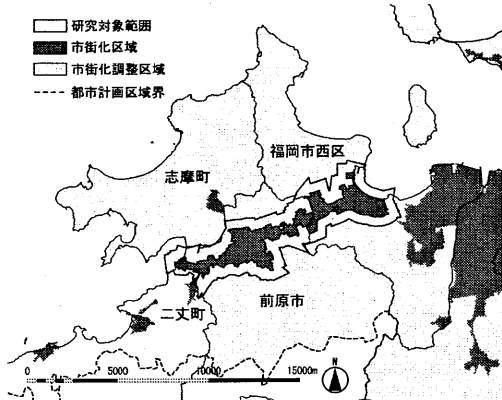 研究対象範囲
市街化区域
市街化調整区域
都市計画区域界
福岡市西区
志摩町
前原市
二丈町
0 5000 10000 15000m
N